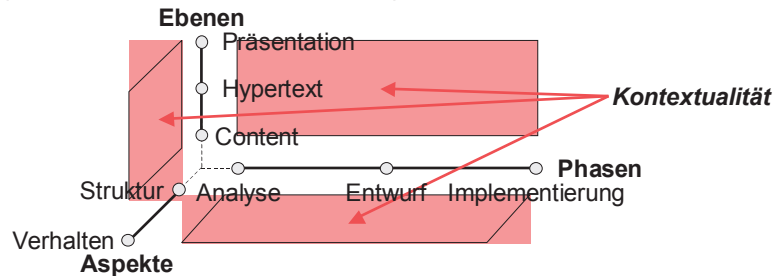 Ebenen
Präsentation
Hypertext
Kontextualität
Content
Phasen
Struktur Analyse Entwurf Implementierung
Verhalten
Aspekte